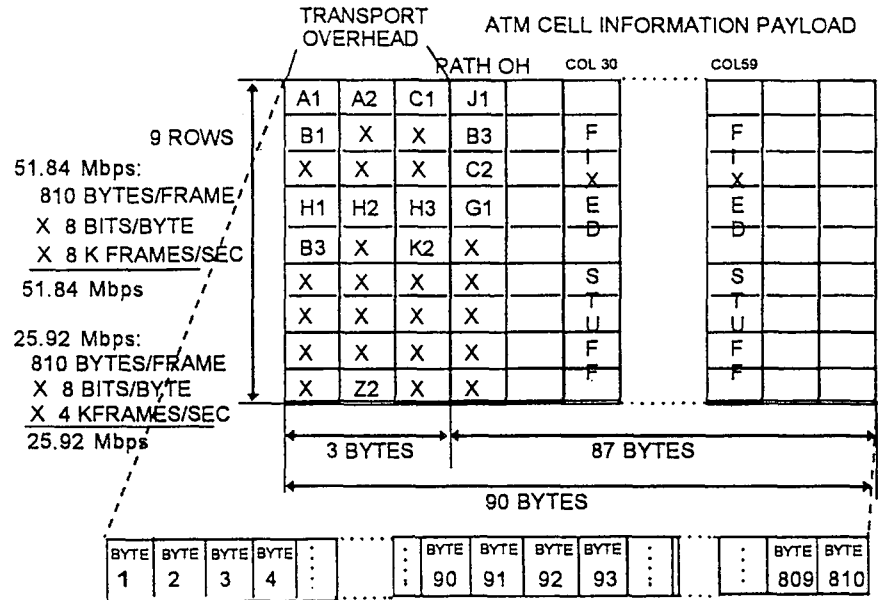 TRANSPORT
OVERHEAD
ATM CELL INFORMATION PAYLOAD
PATH OH
COL 30
COL59
A1 A2 C1 J1
9 ROWS
B1 X X B3
51.84 Mbps:
X X X C2
810 BYTES/FRAME
H1 H2 H3 G1
X 8 BITS/BYTE
X 8 K FRAMES/SEC
B3 X K2 X
51.84 Mbps
X X X X
X X X X
25.92 Mbps:
810 BYTES/FRAME
X X X X
X 8 BITS/BYTE
X Z2 X X
X 4 KFRAMES/SEC
25.92 Mbps
FIXED STUFF
FIXED STUFF
3 BYTES
87 BYTES
90 BYTES
BYTE BYTE BYTE BYTE BYTE BYTE BYTE BYTE BYTE BYTE
1 2 3 4 90 91 92 93 809 810